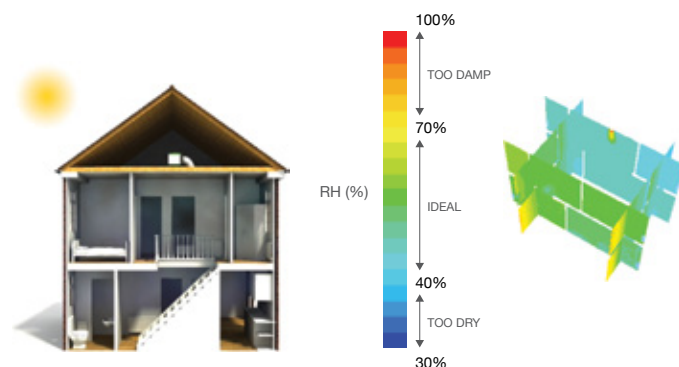 100%
TOO DAMP
70%
RH (%)
IDEAL
40%
TOO DRY
30%